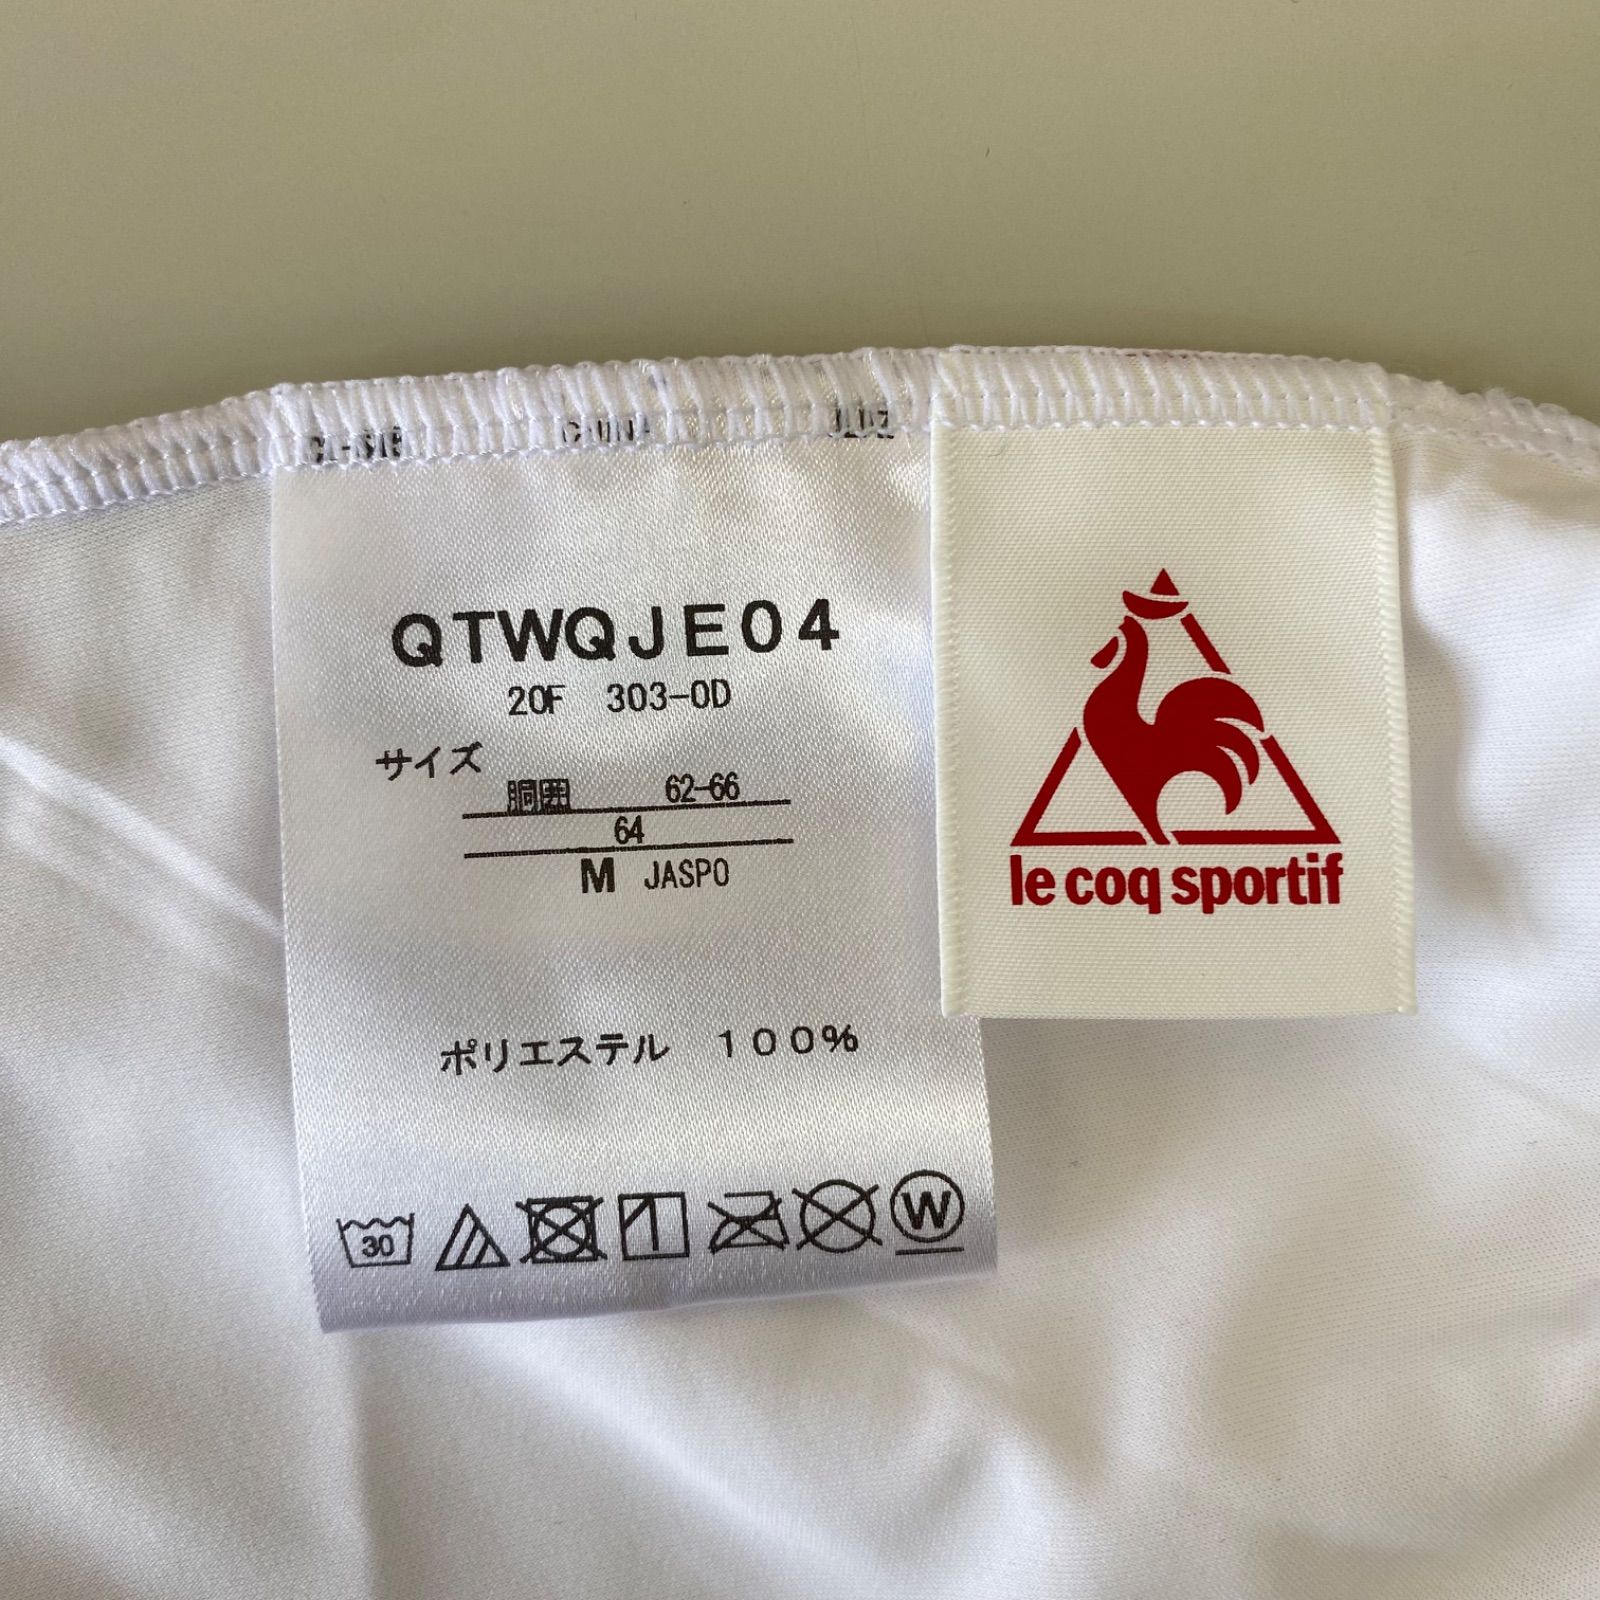 QTWQJE04
20F 303-0D
サイズ
胴囲 62-66
64
M JASPO
ポリエステル 100%
30
W
le coq sportif